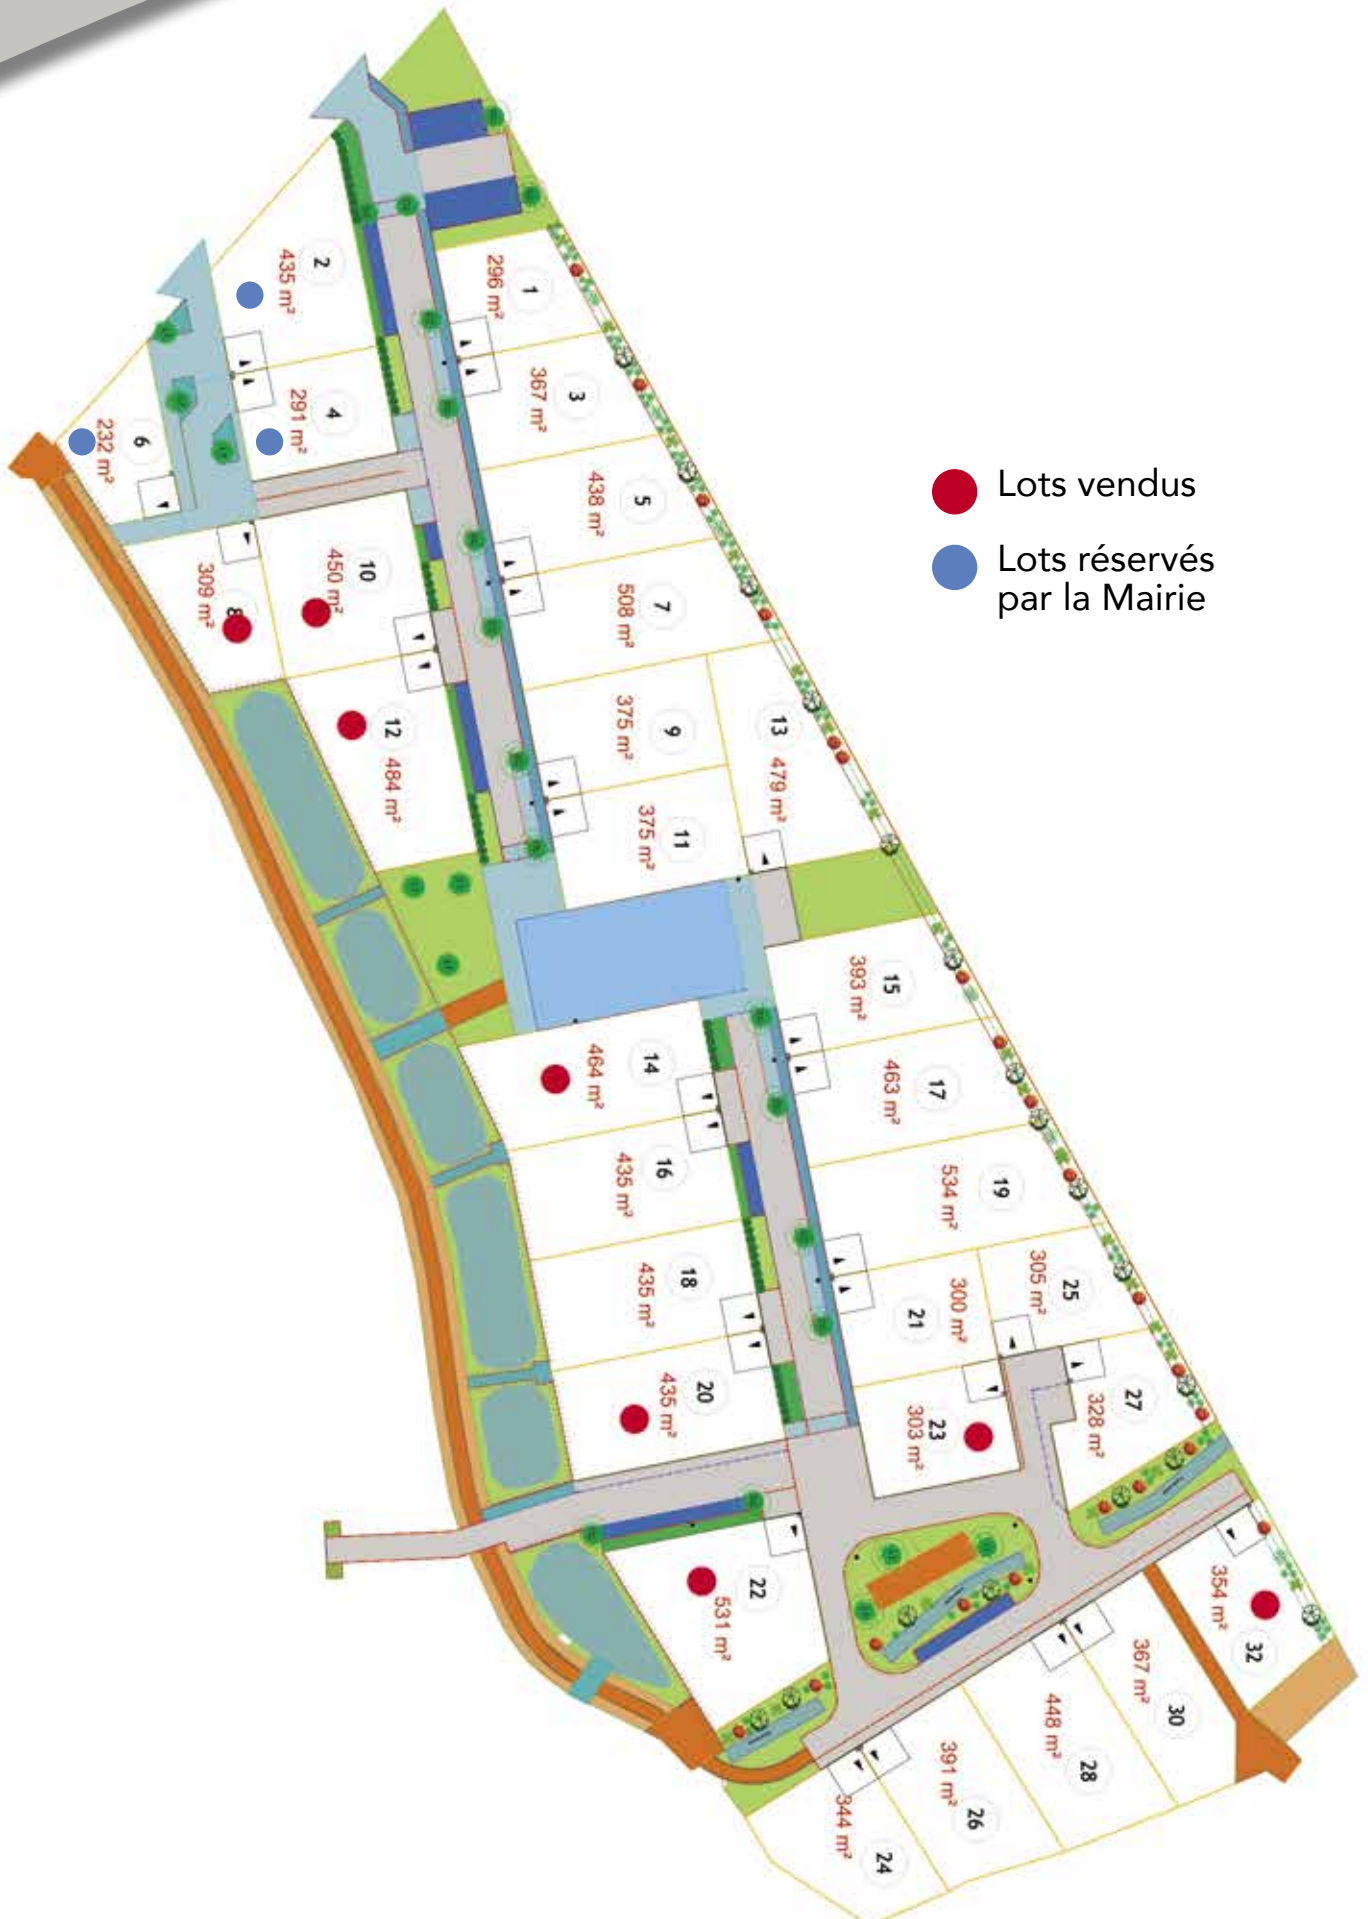 Lots vendus
Lots réservés
par la Mairie
1
296 m²
2
435 m²
3
367 m²
4
291 m²
5
438 m²
6
232 m²
7
508 m²
8
309 m²
9
375 m²
10
450 m²
11
375 m²
12
484 m²
13
479 m²
14
464 m²
15
393 m²
16
435 m²
17
463 m²
18
435 m²
19
534 m²
20
435 m²
21
300 m²
22
531 m²
23
303 m²
24
344 m²
25
305 m²
26
391 m²
27
328 m²
28
448 m²
30
367 m²
32
354 m²